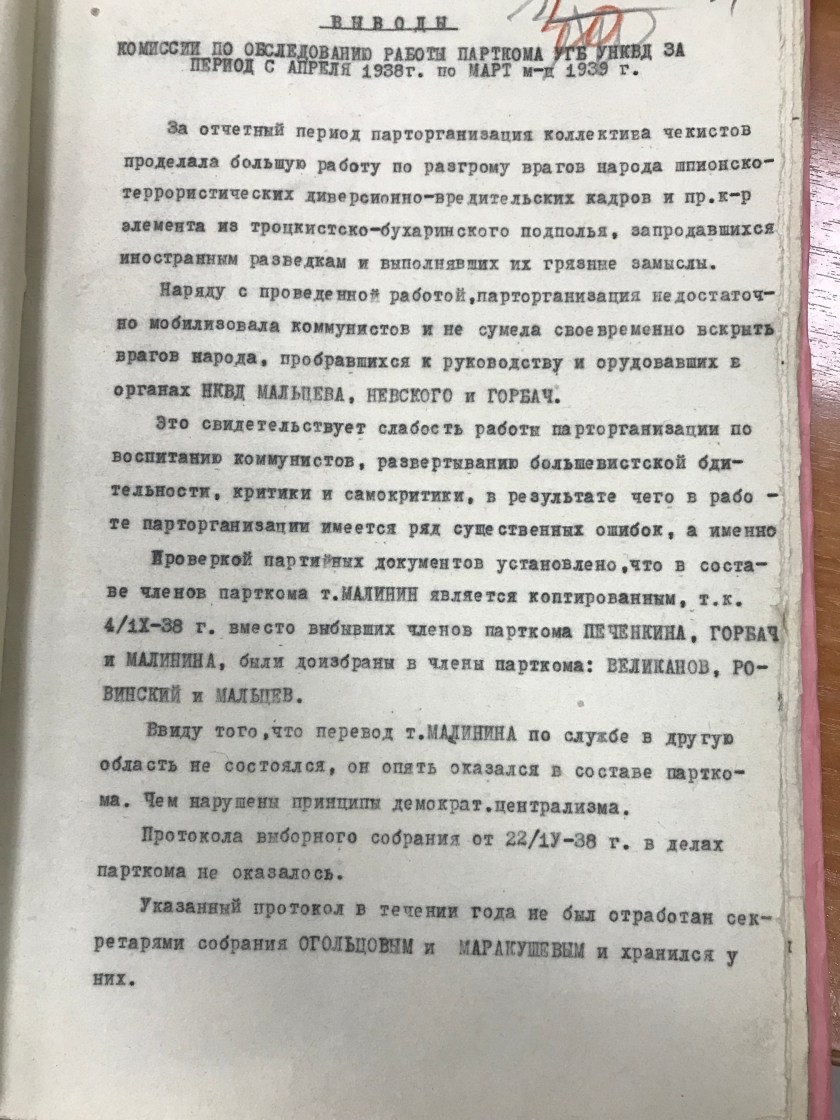 ВЫВОДЫ
КОМИССИИ ПО ОБСЛЕДОВАНИЮ РАБОТЫ ПАРТКОМА УГБ УНКВД ЗА
ПЕРИОД С АПРЕЛЯ 1938г. по МАРТ м-ц 1939 г.
За отчетный период парторганизация коллектива чекистов
проделала большую работу по разгрому врагов народа шпионско-
террористических диверсионно-вредительских кадров и пр.к-р
элемента из троцкистско-бухаринского подполья, запродавшихся
иностранным разведкам и выполнявших их грязные замыслы.
Наряду с проведенной работой,парторганизация недостаточ-
но мобилизовала коммунистов и не сумела своевременно вскрыть
врагов народа, пробравшихся к руководству и орудовавших в
органах НКВД МАЛЬЦЕВА, НЕВСКОГО и ГОРБАЧ.
Это свидетельствует слабость работы парторганизации по
воспитанию коммунистов, развертыванию большевистской бди-
тельности, критики и самокритики, в результате чего в рабо -
те парторганизации имеется ряд существенных ошибок, а именно
Проверкой партийных документов установлено,что в соста-
ве членов парткома т.МАЛИНИН является коптированным, т.к.
4/1Х-38 г. вместо выбывших членов парткома ПЕЧЕНКИНА, ГОРБАЧ
и МАЛИНИНА, были доизбраны в члены парткома: ВЕЛИКАНОВ, РО-
ВИНСКИЙ и МАЛЬЦЕВ.
Ввиду того,что перевод т.МАЛИНИНА по службе в другую
область не состоялся, он опять оказался в составе партко-
ма. Чем нарушены принципы демократ.централизма.
Протокола выборного собрания от 22/1У-38 г. в делах
парткома не оказалось.
Указанный протокол в течении года не был отработан сек-
ретарями собрания ОГОЛЬЦОВЫМ и МАРАКУШЕВЫМ и хранился у
них.